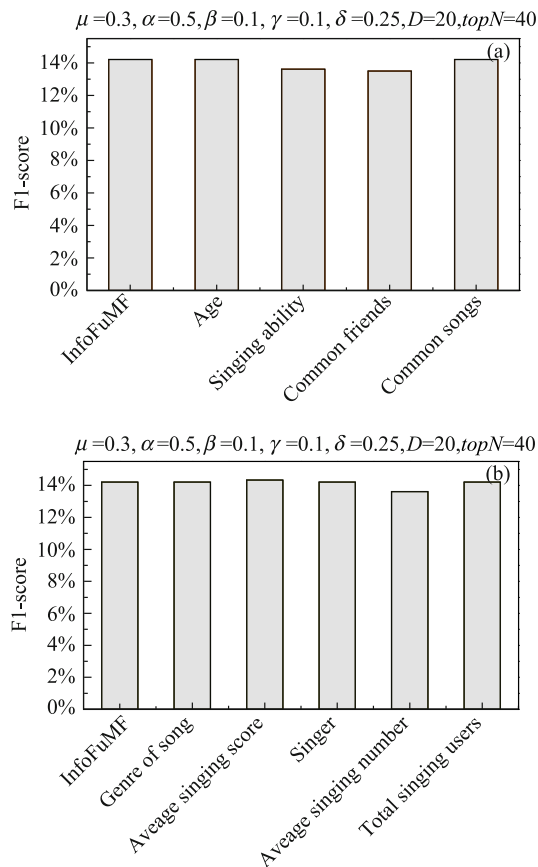 μ=0.3, α=0.5, β=0.1, γ=0.1, δ=0.25, D=20, topN=40
(a)
14%
12%
10%
8%
6%
4%
2%
0%
F1-score
InfoFuMF
Age
Singing ability
Common friends
Common songs
μ=0.3, α=0.5, β=0.1, γ=0.1, δ=0.25, D=20, topN=40
(b)
14%
12%
10%
8%
6%
4%
2%
0%
F1-score
InfoFuMF
Genre of song
Aveage singing score
Singer
Aveage singing number
Total singing users